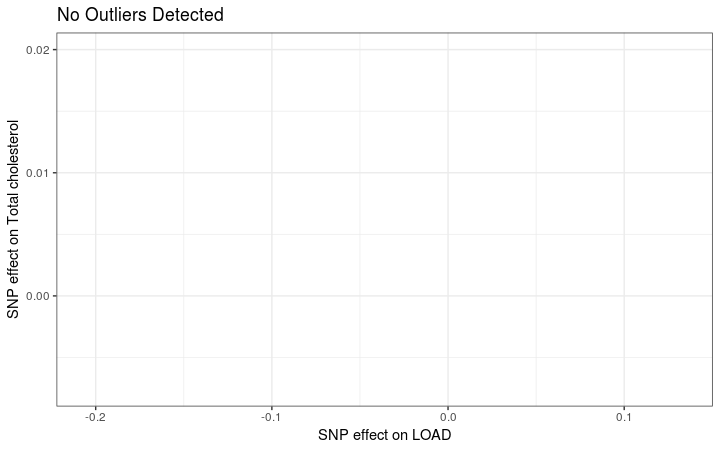 No Outliers Detected
SNP effect on Total cholesterol
0.02
0.01
0.00
-0.2
-0.1
0.0
0.1
SNP effect on LOAD